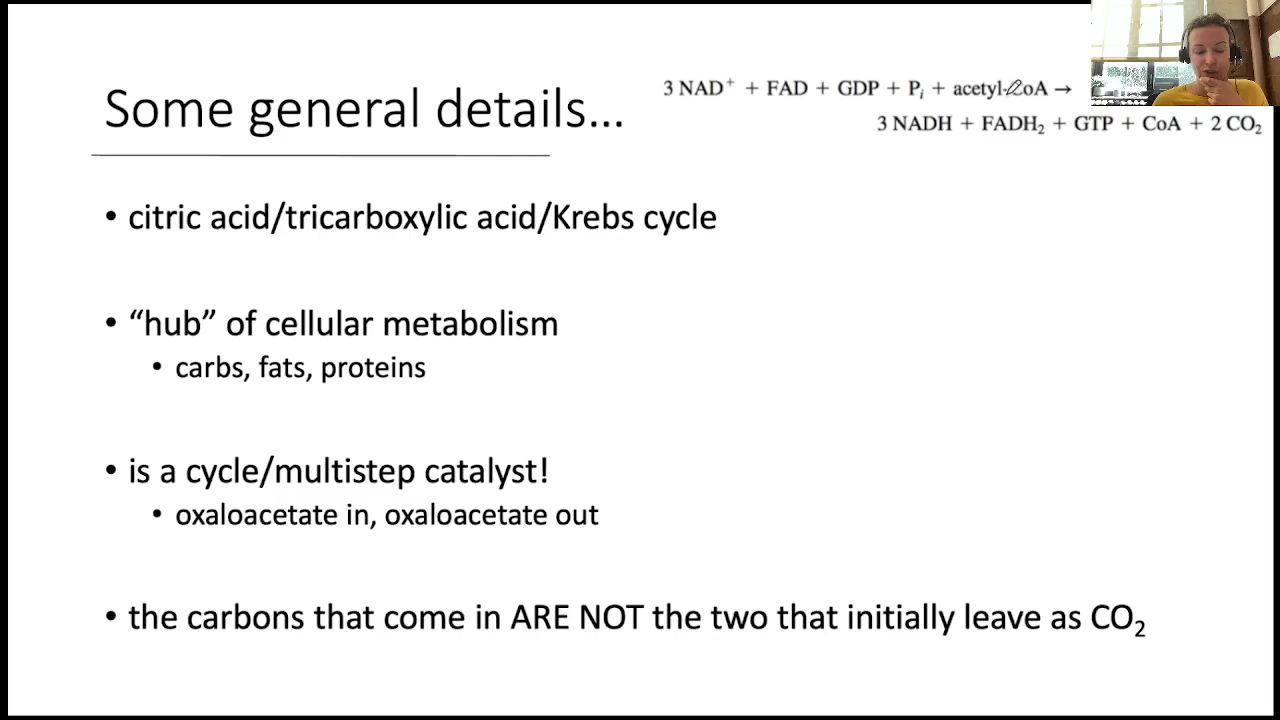 Some general details...
3 NAD⁺ + FAD + GDP + Pᵢ + acetyl-CoA →
3 NADH + FADH₂ + GTP + CoA + 2 CO₂
• citric acid/tricarboxylic acid/Krebs cycle
• “hub” of cellular metabolism
• carbs, fats, proteins
• is a cycle/multistep catalyst!
• oxaloacetate in, oxaloacetate out
• the carbons that come in ARE NOT the two that initially leave as CO₂